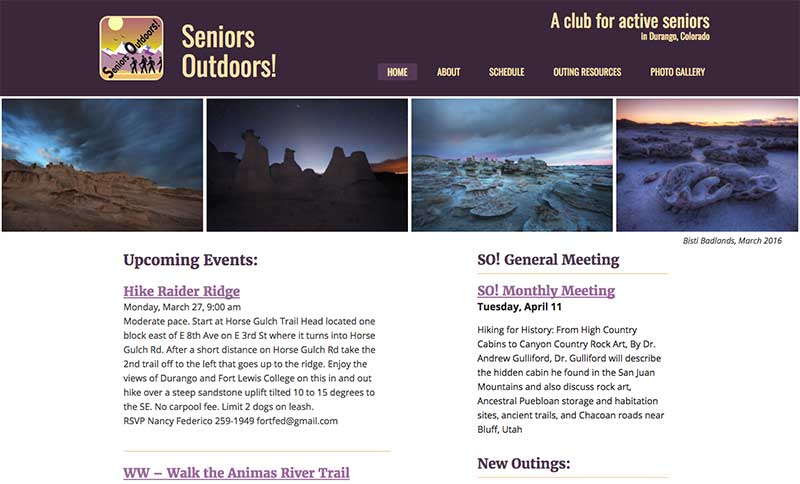 Seniors Outdoors!
Seniors
Outdoors!
A club for active seniors
in Durango, Colorado
HOME ABOUT SCHEDULE OUTING RESOURCES PHOTO GALLERY
Bisti Badlands, March 2016
Upcoming Events:
Hike Raider Ridge
Monday, March 27, 9:00 am
Moderate pace. Start at Horse Gulch Trail Head located one
block east of E 8th Ave on E 3rd St where it turns into Horse
Gulch Rd. After a short distance on Horse Gulch Rd take the
2nd trail off to the left that goes up to the ridge. Enjoy the
views of Durango and Fort Lewis College on this in and out
hike over a steep sandstone uplift tilted 10 to 15 degrees to
the SE. No carpool fee. Limit 2 dogs on leash.
RSVP Nancy Federico 259-1949 fortfed@gmail.com
WW – Walk the Animas River Trail
SO! General Meeting
SO! Monthly Meeting
Tuesday, April 11
Hiking for History: From High Country
Cabins to Canyon Country Rock Art, By Dr.
Andrew Gulliford, Dr. Gulliford will describe
the hidden cabin he found in the San Juan
Mountains and also discuss rock art,
Ancestral Puebloan storage and habitation
sites, ancient trails, and Chacoan roads near
Bluff, Utah
New Outings: